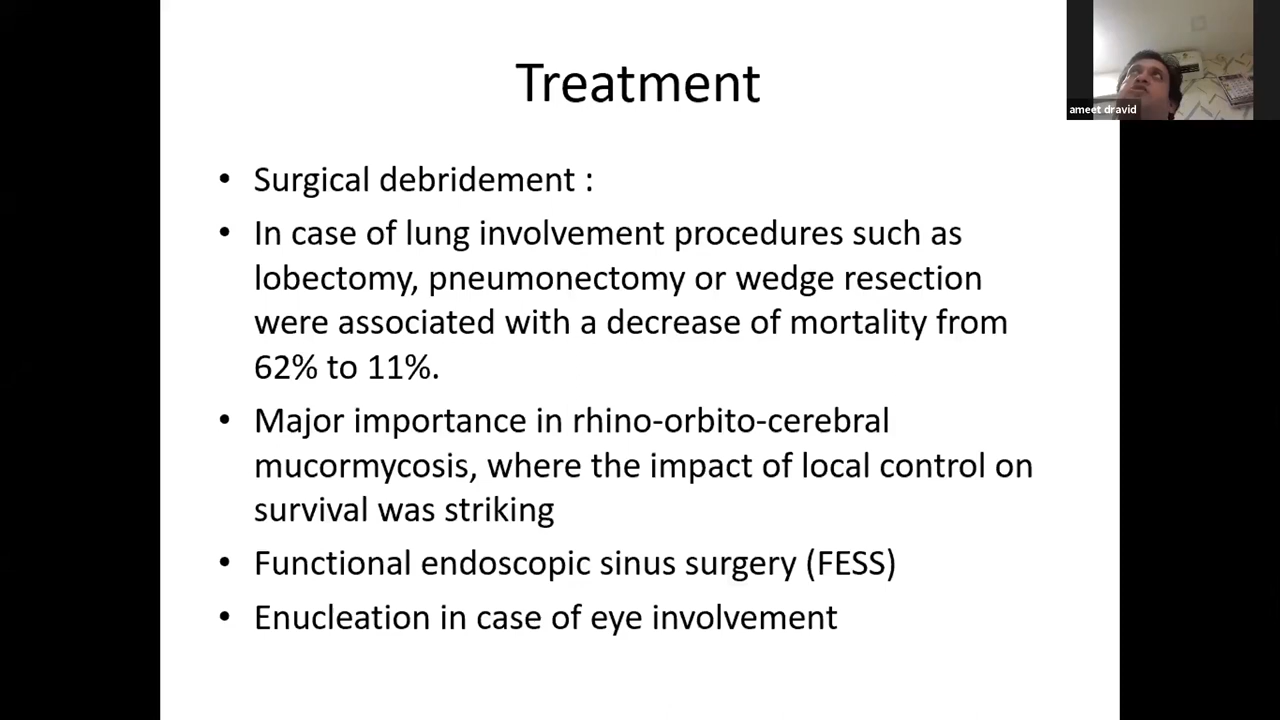 Treatment
ameet dravid
• Surgical debridement :
• In case of lung involvement procedures such as
lobectomy, pneumonectomy or wedge resection
were associated with a decrease of mortality from
62% to 11%.
• Major importance in rhino-orbito-cerebral
mucormycosis, where the impact of local control on
survival was striking
• Functional endoscopic sinus surgery (FESS)
• Enucleation in case of eye involvement